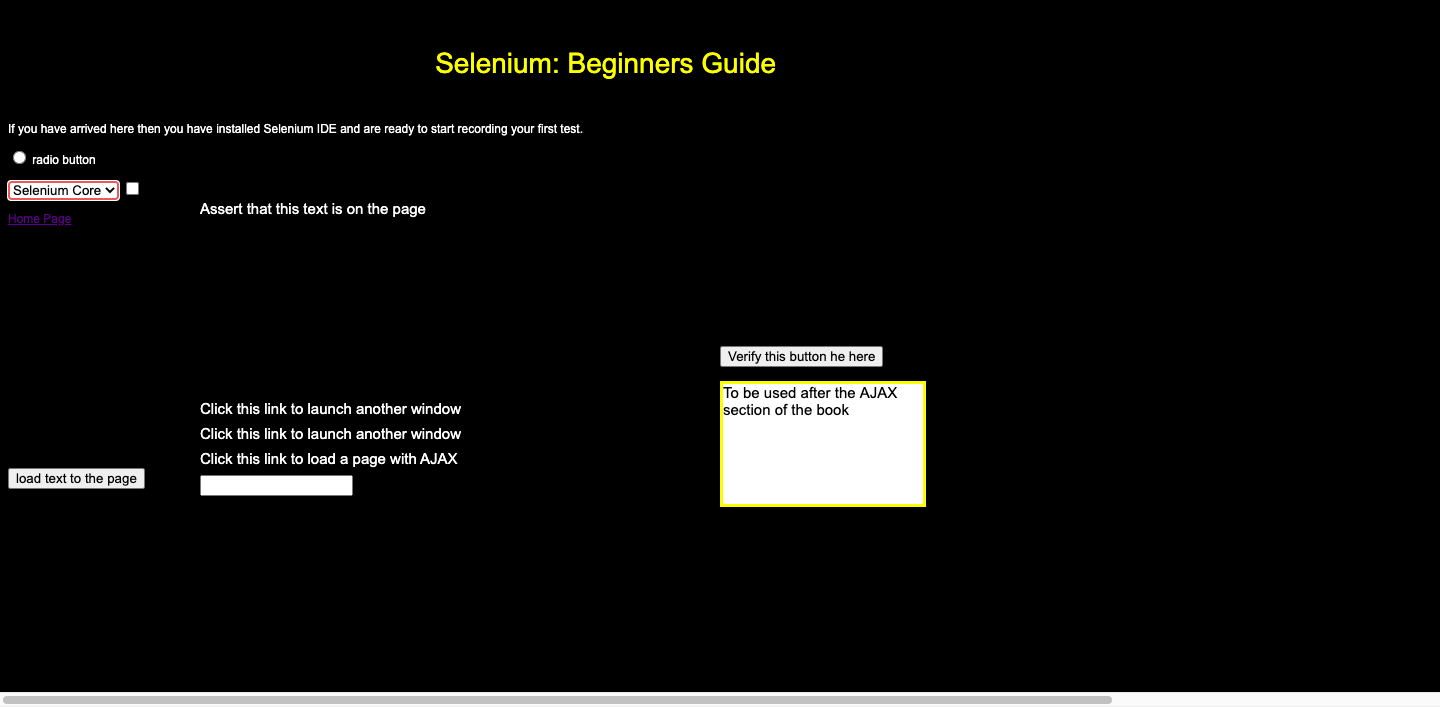 Selenium: Beginners Guide
If you have arrived here then you have installed Selenium IDE and are ready to start recording your first test.
radio button
Selenium Core
Assert that this text is on the page
Home Page
Verify this button he here
To be used after the AJAX
section of the book
Click this link to launch another window
Click this link to launch another window
Click this link to load a page with AJAX
load text to the page